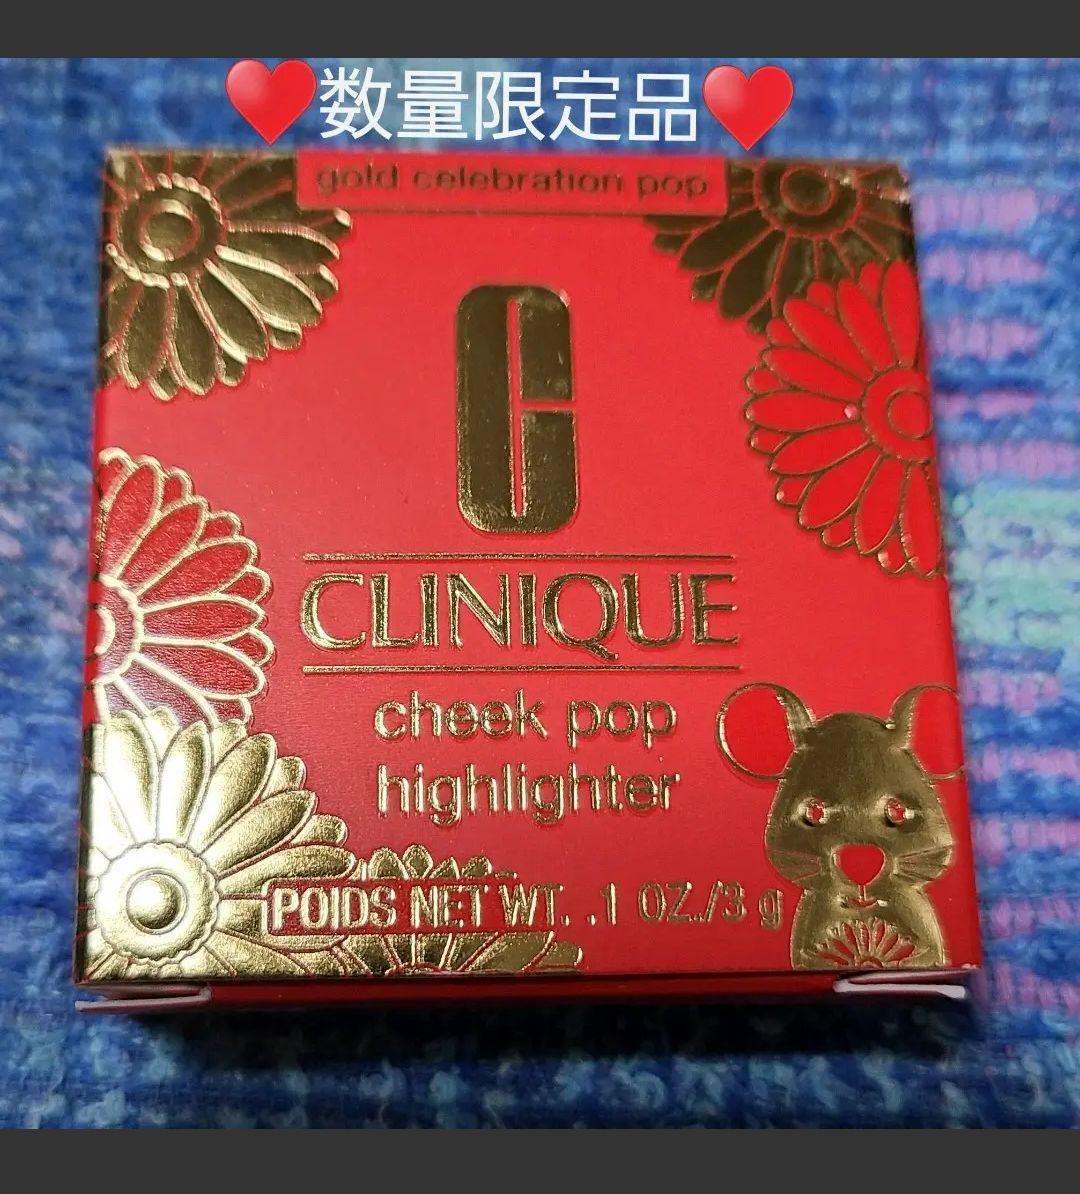 ♥数量限定品♥
gold celebration pop
C
CLINIQUE
cheek pop
highlighter
POIDS NET WT. .1 OZ./3 g